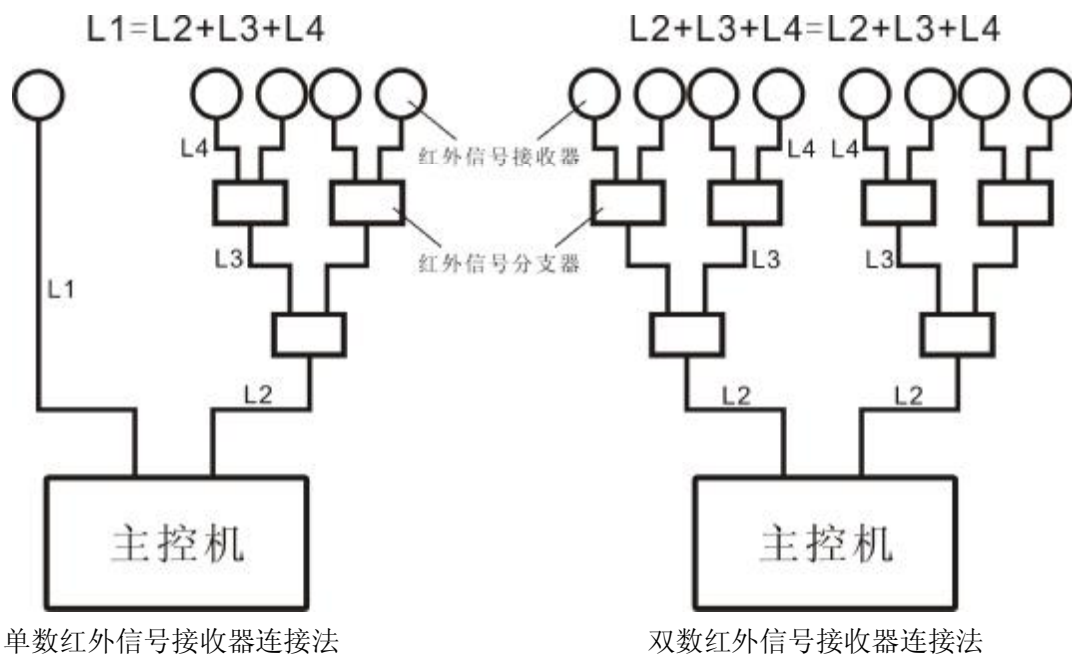 L1=L2+L3+L4
L2+L3+L4=L2+L3+L4
L4
红外信号接收器
L4
L4
L3
红外信号分支器
L3
L3
L1
L2
L2
L2
主控机
主控机
单数红外信号接收器连接法
双数红外信号接收器连接法